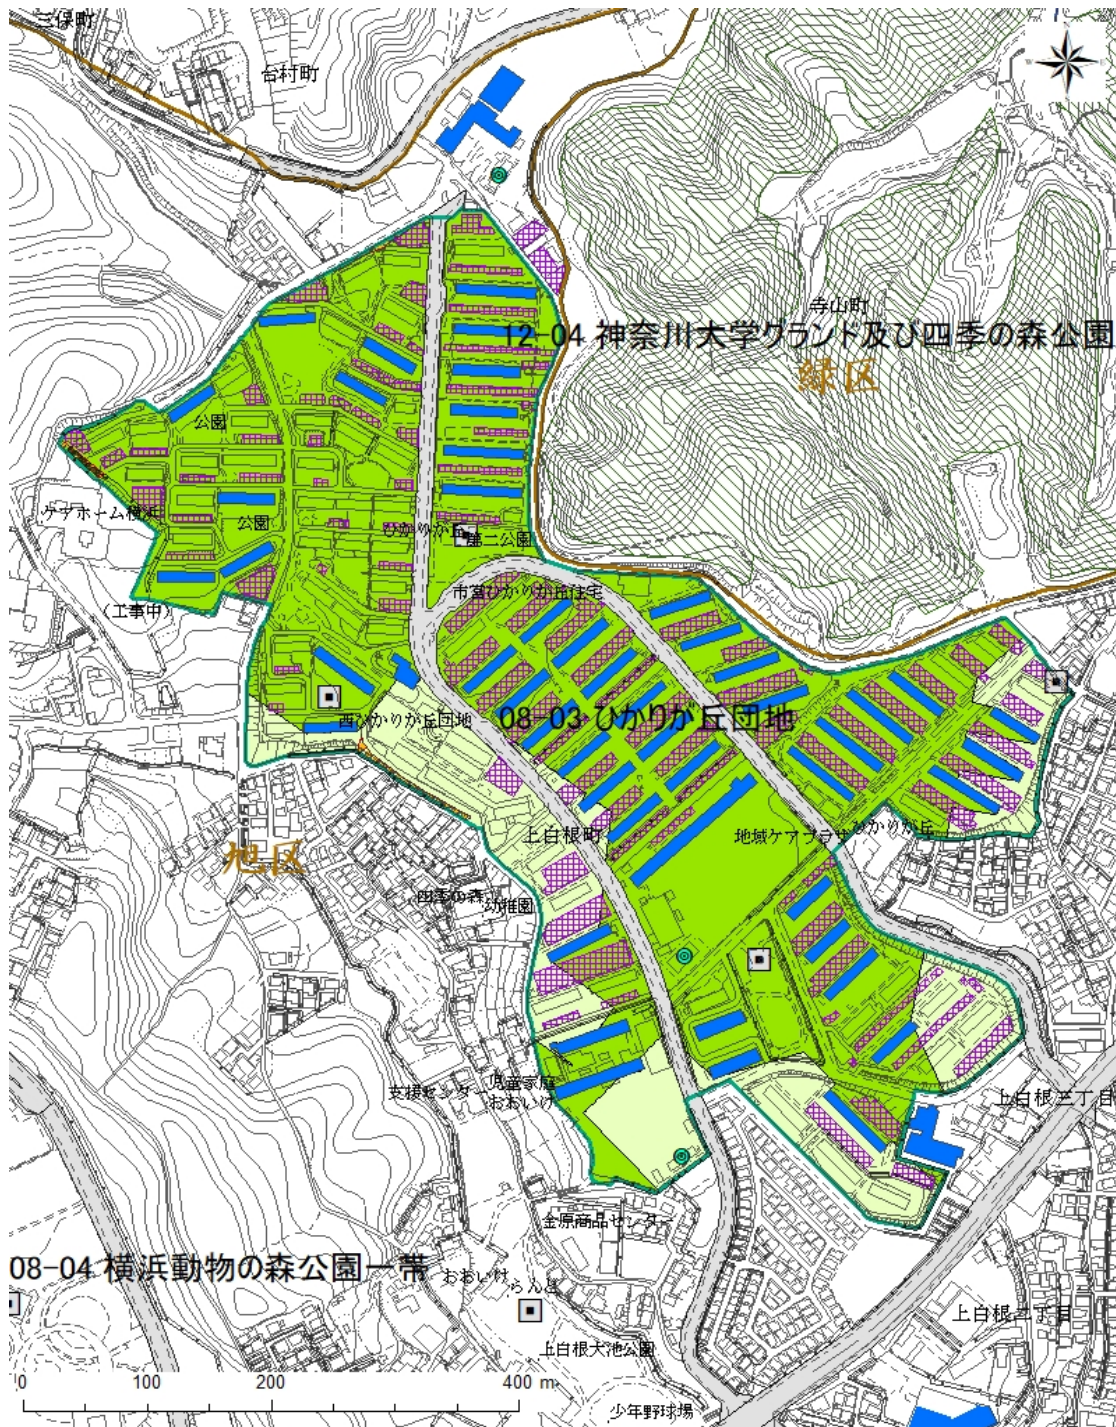 三保町
台村町
寺山町
12-04 神奈川大学グランド及び四季の森公園
緑区
公園
ケアホーム横浜
公園
ひかりが丘
第二公園
市営ひかりが丘住宅
（工事中）
西ひかりが丘団地
08-03 ひかりが丘団地
上白根町
地域ケアプラザ
ひかりが丘
旭区
四季の森
幼稚園
児童家庭
支援センター
おおいけ
上白根三丁目
金原商品センター
08-04 横浜動物の森公園一帯
おおいけ
らんど
上白根二丁目
上白根大池公園
0 100 200 400 m
少年野球場